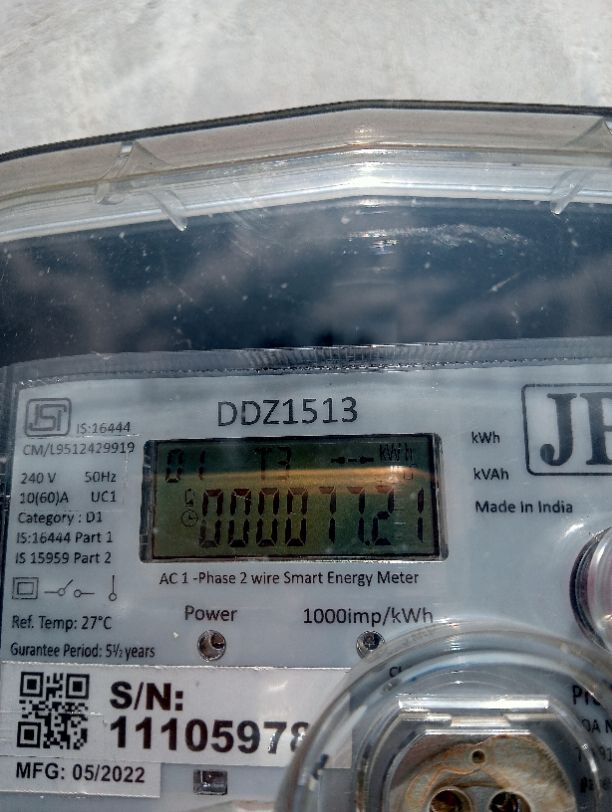 DDZ1513
IS:16444
CM/L9512429919
240 V 50Hz
10(60)A UC1
Category : D1
IS:16444 Part 1
IS 15959 Part 2
01 T3 kWh
000077.21
kWh
kVAh
Made in India
AC 1 -Phase 2 wire Smart Energy Meter
Ref. Temp: 27°C
Gurantee Period: 5½ years
Power 1000imp/kWh
S/N:
11105978
MFG: 05/2022